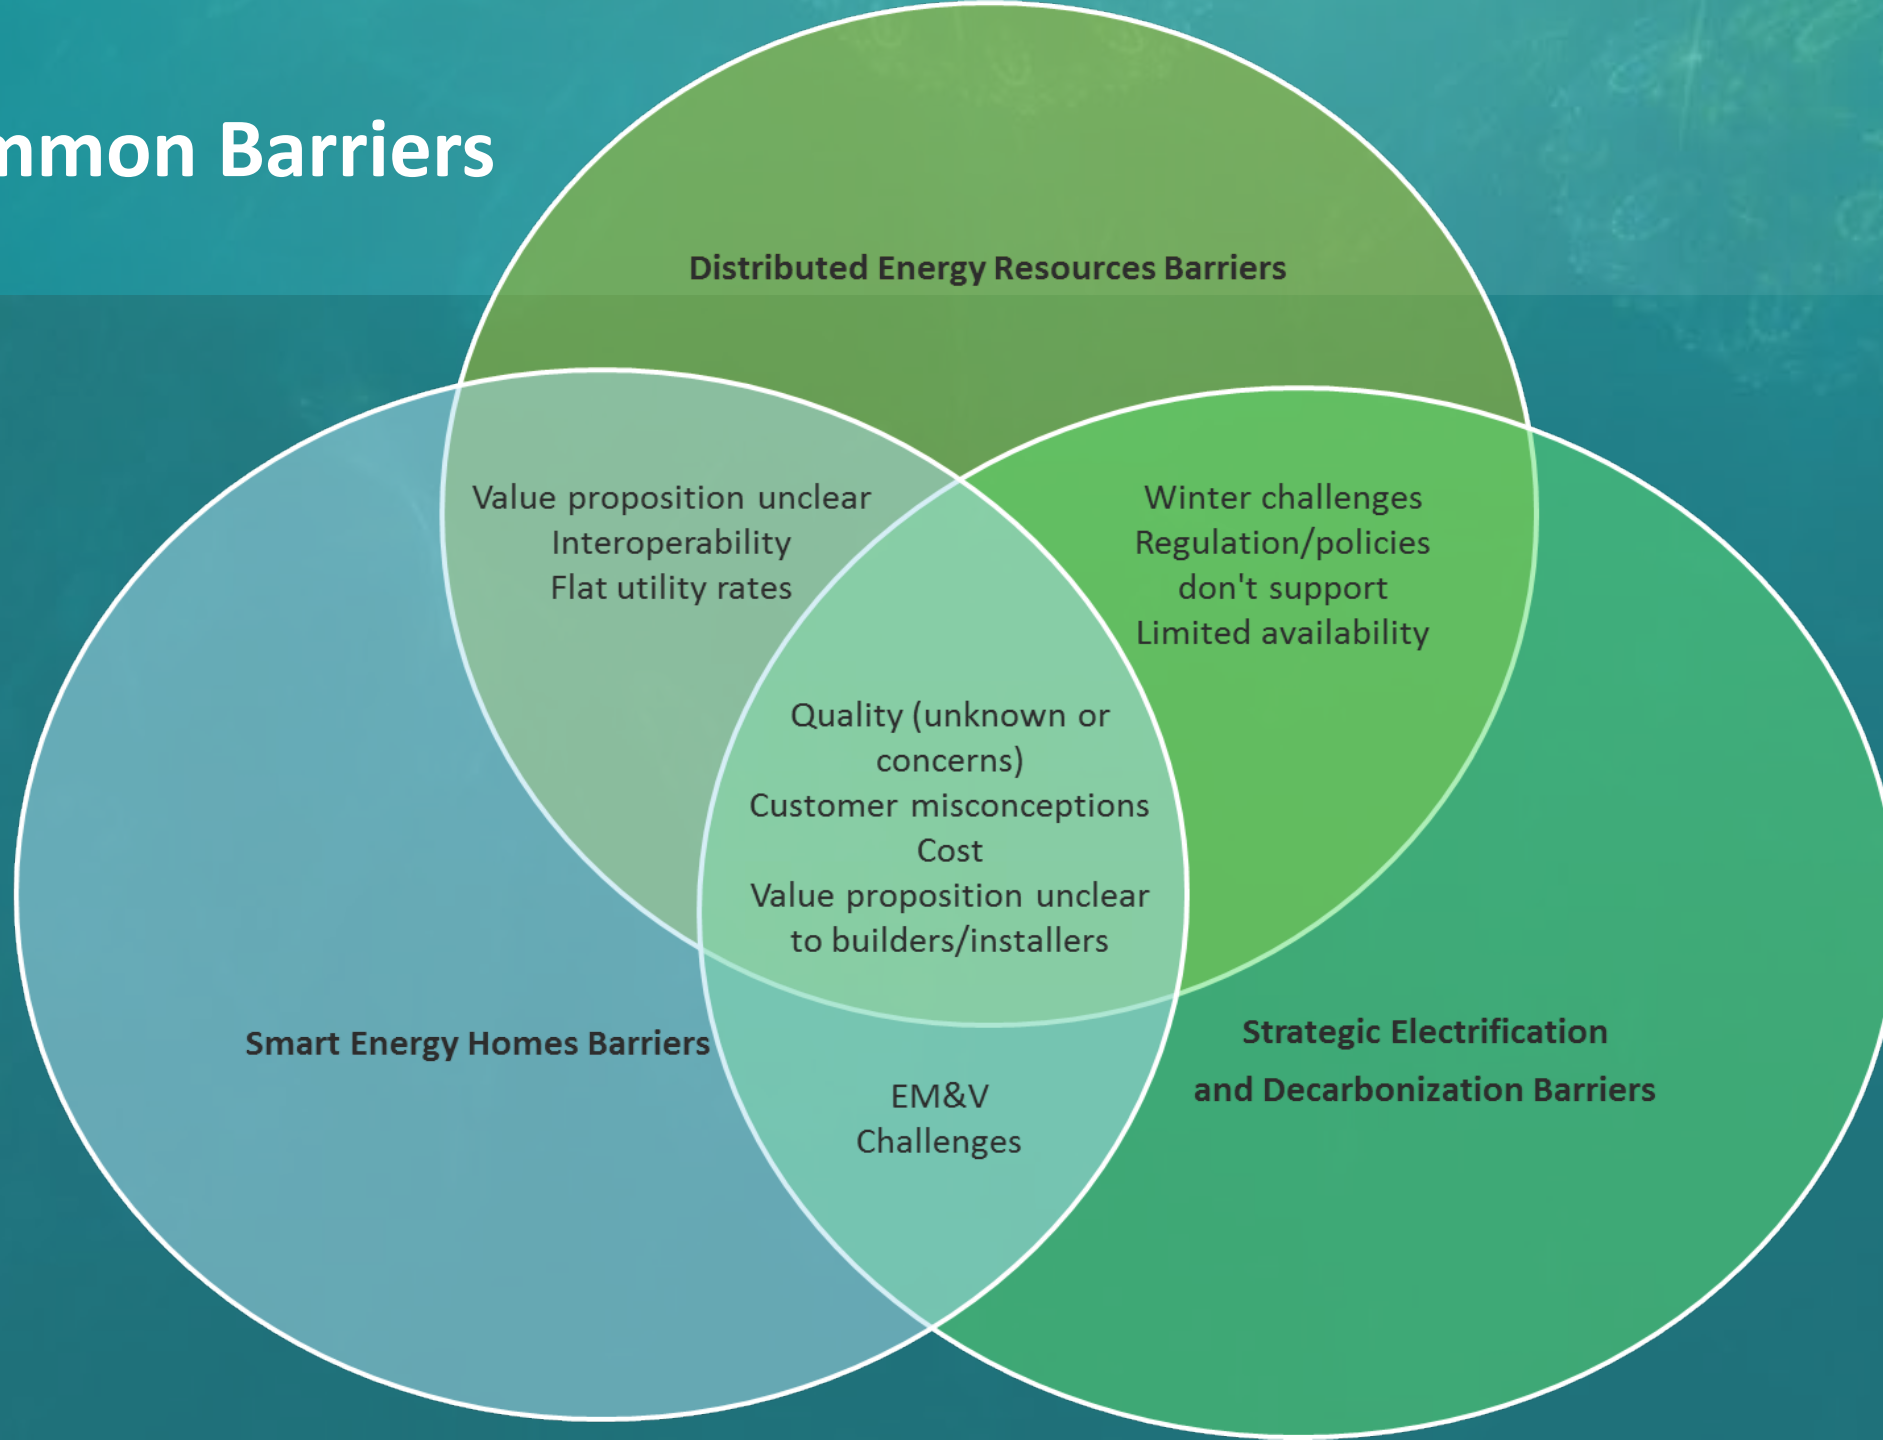 mmon Barriers
Distributed Energy Resources Barriers
Value proposition unclear
Interoperability
Flat utility rates
Winter challenges
Regulation/policies
don't support
Limited availability
Quality (unknown or
concerns)
Customer misconceptions
Cost
Value proposition unclear
to builders/installers
Smart Energy Homes Barriers
Strategic Electrification
and Decarbonization Barriers
EM&V
Challenges